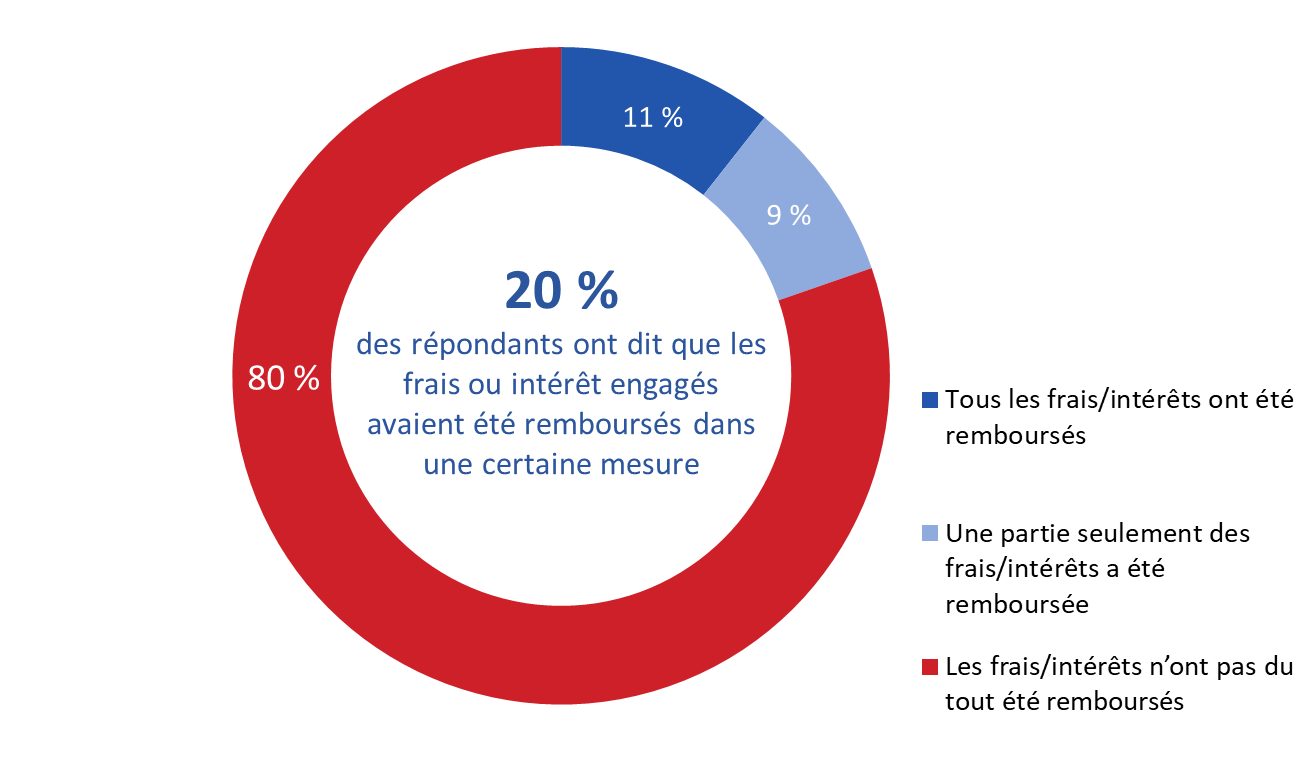 11 %
9 %
80 %
20 %
des répondants ont dit que les
frais ou intérêt engagés
avaient été remboursés dans
une certaine mesure
Tous les frais/intérêts ont été
remboursés
Une partie seulement des
frais/intérêts a été
remboursée
Les frais/intérêts n’ont pas du
tout été remboursés